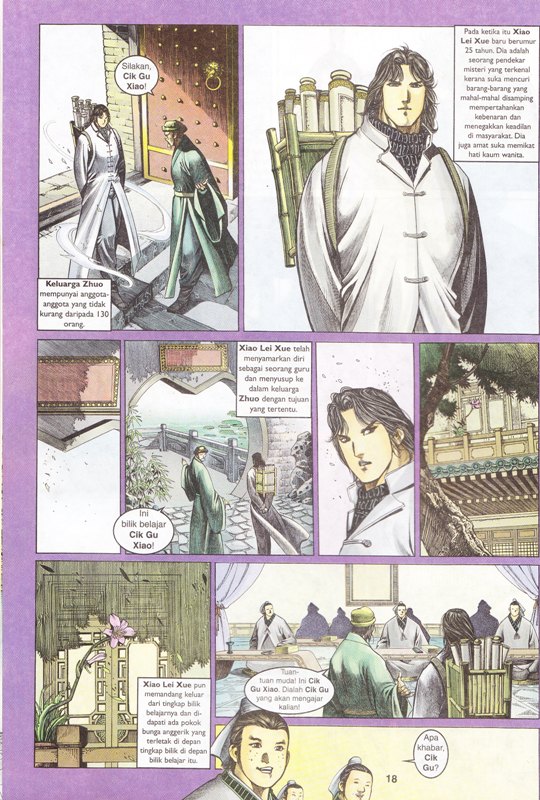 Silakan,
Cik Gu
Xiao!
Pada ketika itu Xiao
Lei Xue baru berumur
25 tahun. Dia adalah
seorang pendekar
misteri yang terkenal
kerana suka mencuri
barang-barang yang
mahal-mahal disamping
mempertahankan
kebenaran dan
menegakkan keadilan
di masyarakat. Dia
juga amat suka memikat
hati kaum wanita.
Keluarga Zhuo
mempunyai anggota-
anggota yang tidak
kurang daripada 130
orang.
Xiao Lei Xue telah
menyamarkan diri
sebagai seorang guru
dan menyusup ke
dalam keluarga
Zhuo dengan tujuan
yang tertentu.
Ini
bilik belajar
Cik Gu
Xiao!
Xiao Lei Xue pun
memandang keluar
dari tingkap bilik
belajarnya dan di-
dapati ada pokok
bunga anggerik yang
terletak di depan
tingkap bilik di depan
bilik belajar itu.
Tuan-
tuan muda! Ini Cik
Gu Xiao. Dialah Cik Gu
yang akan mengajar
kalian!
Apa
khabar,
Cik
Gu?
18